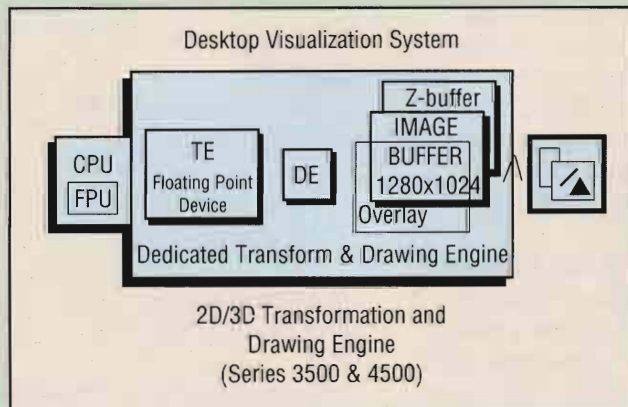 Desktop Visualization System
Z-buffer
IMAGE
BUFFER
1280x1024
Overlay
CPU
FPU
TE
Floating Point
Device
DE
Dedicated Transform & Drawing Engine
2D/3D Transformation and
Drawing Engine
(Series 3500 & 4500)